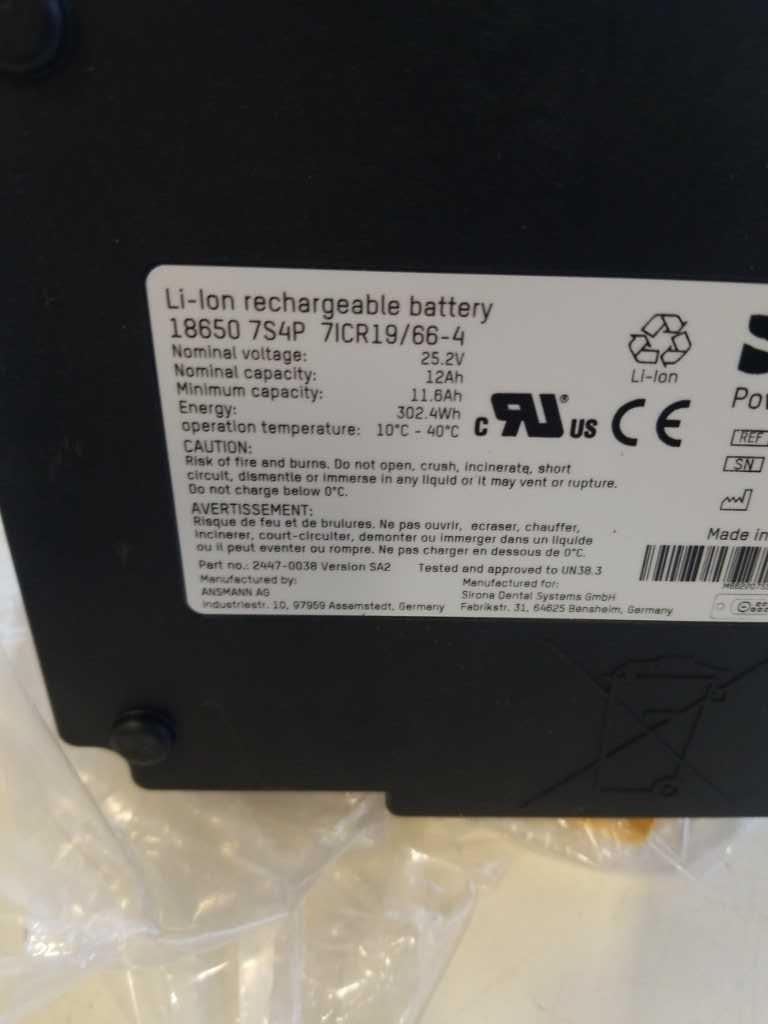 Li-Ion rechargeable battery
18650 7S4P 7ICR19/66-4
Nominal voltage: 25.2V
Nominal capacity: 12Ah
Minimum capacity: 11.6Ah
Energy: 302.4Wh
operation temperature: 10°C - 40°C
Li-Ion
c RU® US CE
CAUTION:
Risk of fire and burns. Do not open, crush, incinerate, short
circuit, dismantle or immerse in any liquid or it may vent or rupture.
Do not charge below 0°C.
AVERTISSEMENT:
Risque de feu et de brulures. Ne pas ouvrir, ecraser, chauffer,
incinerer, court-circuiter, demonter ou immerger dans un liquide
ou il peut eventer ou rompre. Ne pas charger en dessous de 0°C.
Part no.: 2447-0038 Version SA2 Tested and approved to UN38.3
Manufactured by:
ANSMANN AG
Industriestr. 10, 97959 Assamstadt, Germany
Manufactured for:
Sirona Dental Systems GmbH
Fabrikstr. 31, 64625 Bensheim, Germany
REF
SN
Made in